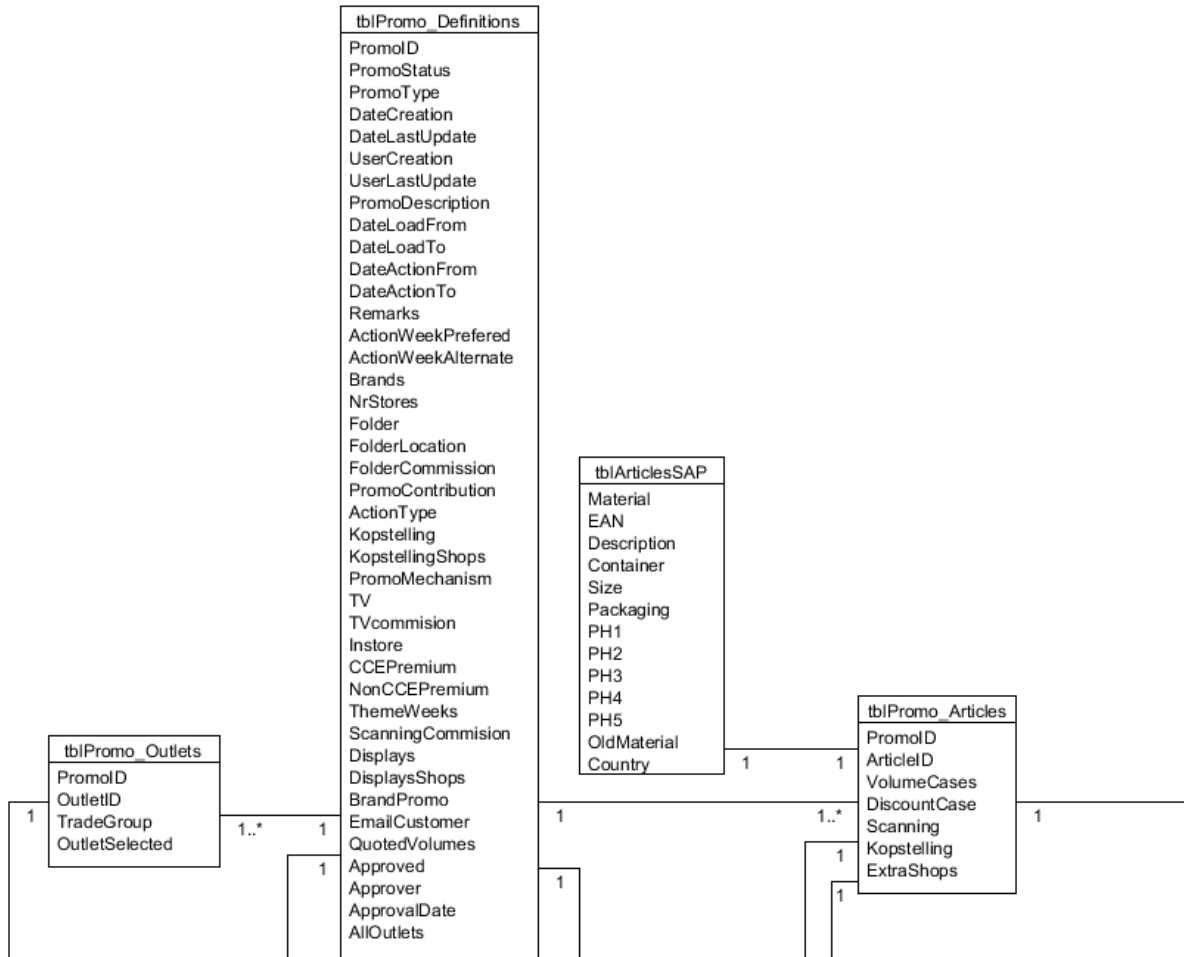 tblPromo_Definitions
PromoID
PromoStatus
PromoType
DateCreation
DateLastUpdate
UserCreation
UserLastUpdate
PromoDescription
DateLoadFrom
DateLoadTo
DateActionFrom
DateActionTo
Remarks
ActionWeekPrefered
ActionWeekAlternate
Brands
NrStores
Folder
FolderLocation
FolderCommission
PromoContribution
ActionType
Kopstelling
KopstellingShops
PromoMechanism
TV
TVcommision
Instore
CCEPremium
NonCCEPremium
ThemeWeeks
ScanningCommision
Displays
DisplaysShops
BrandPromo
EmailCustomer
QuotedVolumes
Approved
Approver
ApprovalDate
AllOutlets
tblArticlesSAP
Material
EAN
Description
Container
Size
Packaging
PH1
PH2
PH3
PH4
PH5
OldMaterial
Country
tblPromo_Articles
PromoID
ArticleID
VolumeCases
DiscountCase
Scanning
Kopstelling
ExtraShops
tblPromo_Outlets
PromoID
OutletID
TradeGroup
OutletSelected
1
1
1
1..*
1
1
1..*
1
1
1
1
1